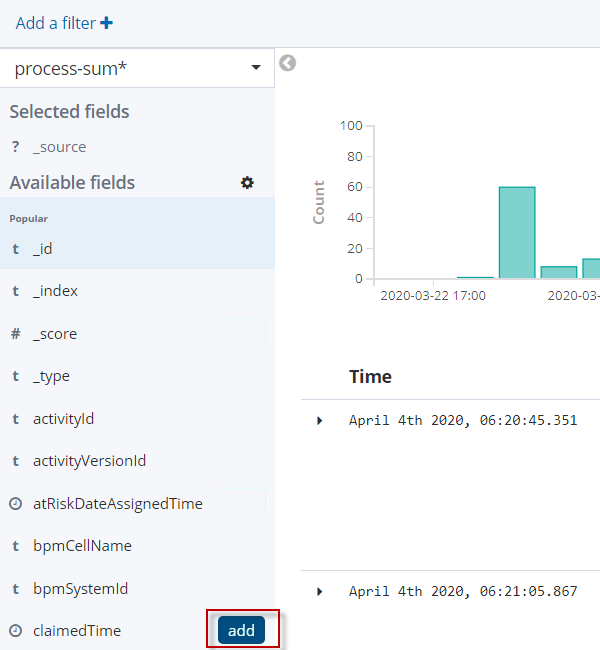 Add a filter +
process-sum*
Selected fields
? _source
Available fields
Popular
t _id
t _index
# _score
t _type
t activityId
t activityVersionId
atRiskDateAssignedTime
t bpmCellName
t bpmSystemId
claimedTime add
100
80
60
40
20
0
Count
2020-03-22 17:00
2020-03-
Time
April 4th 2020, 06:20:45.351
April 4th 2020, 06:21:05.867